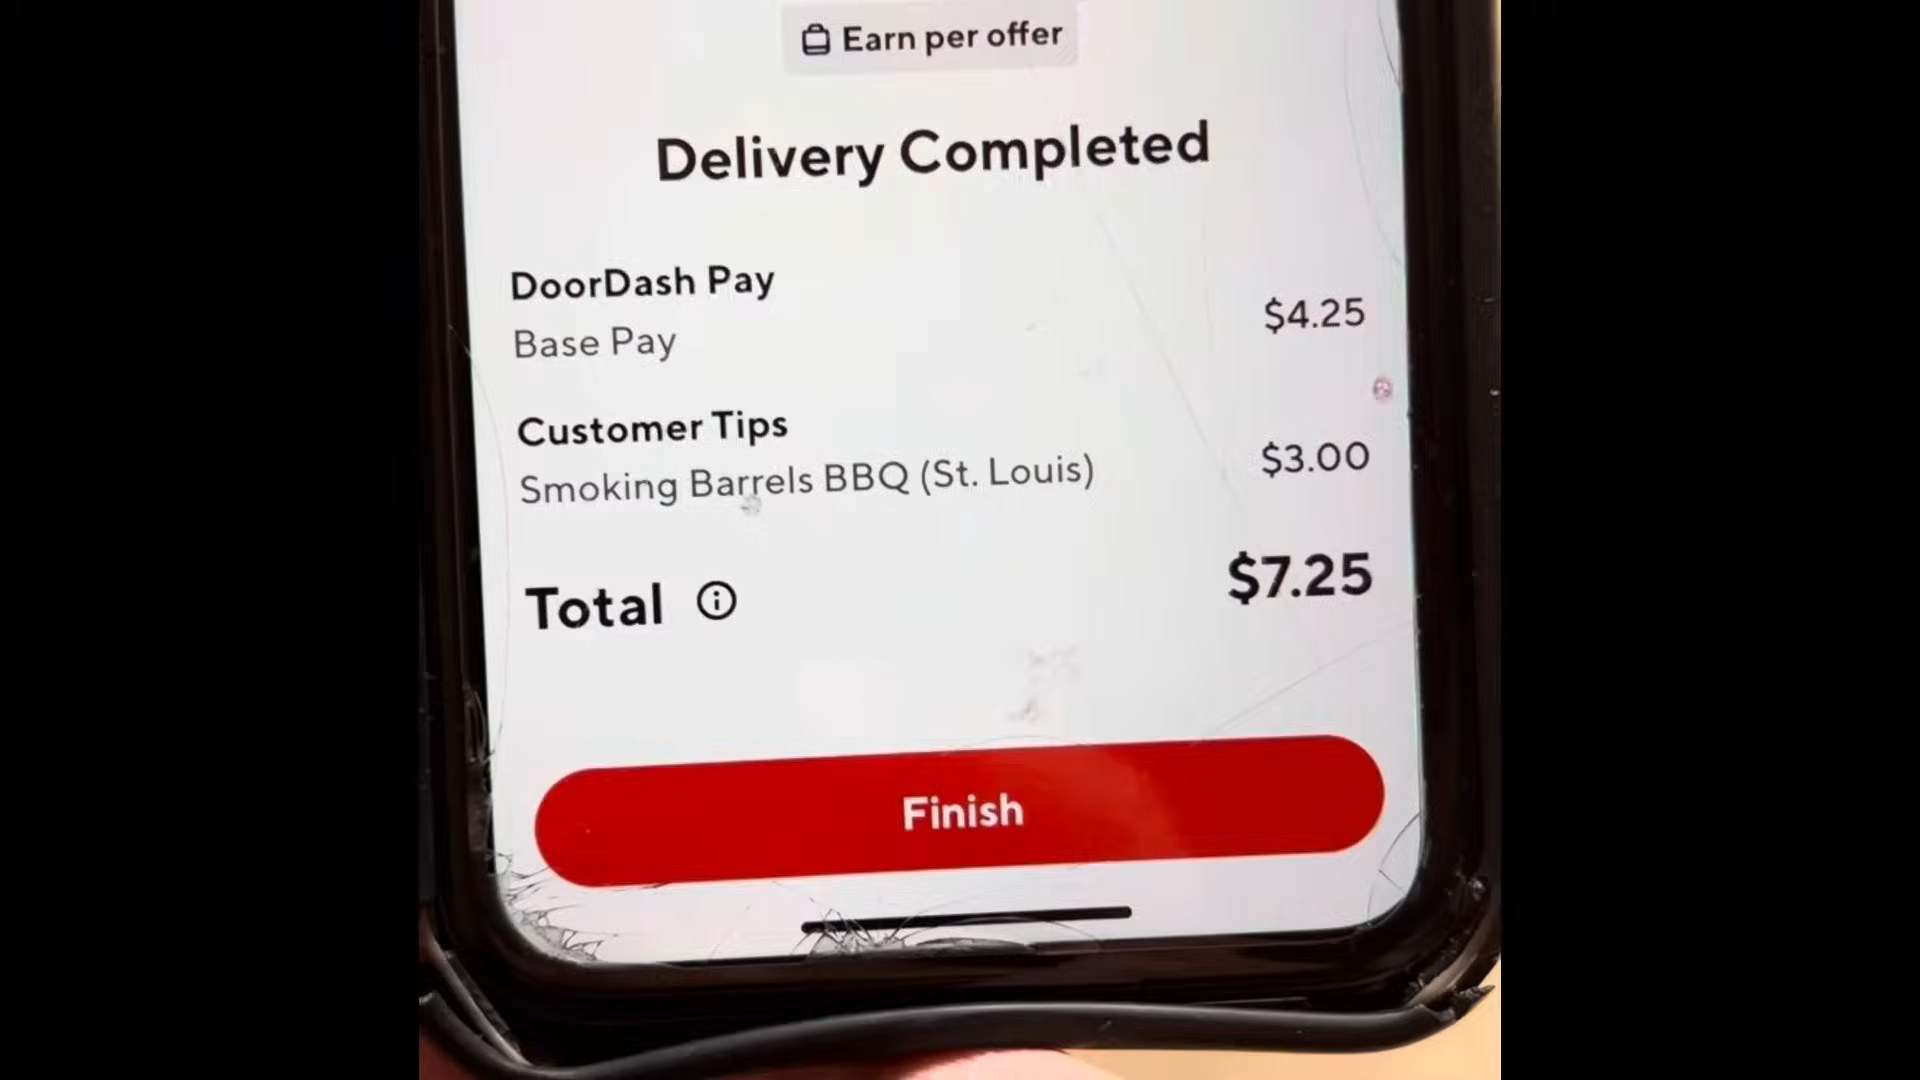 Earn per offer
Delivery Completed
DoorDash Pay
Base Pay
$4.25
Customer Tips
Smoking Barrels BBQ (St. Louis)
$3.00
Total
$7.25
Finish